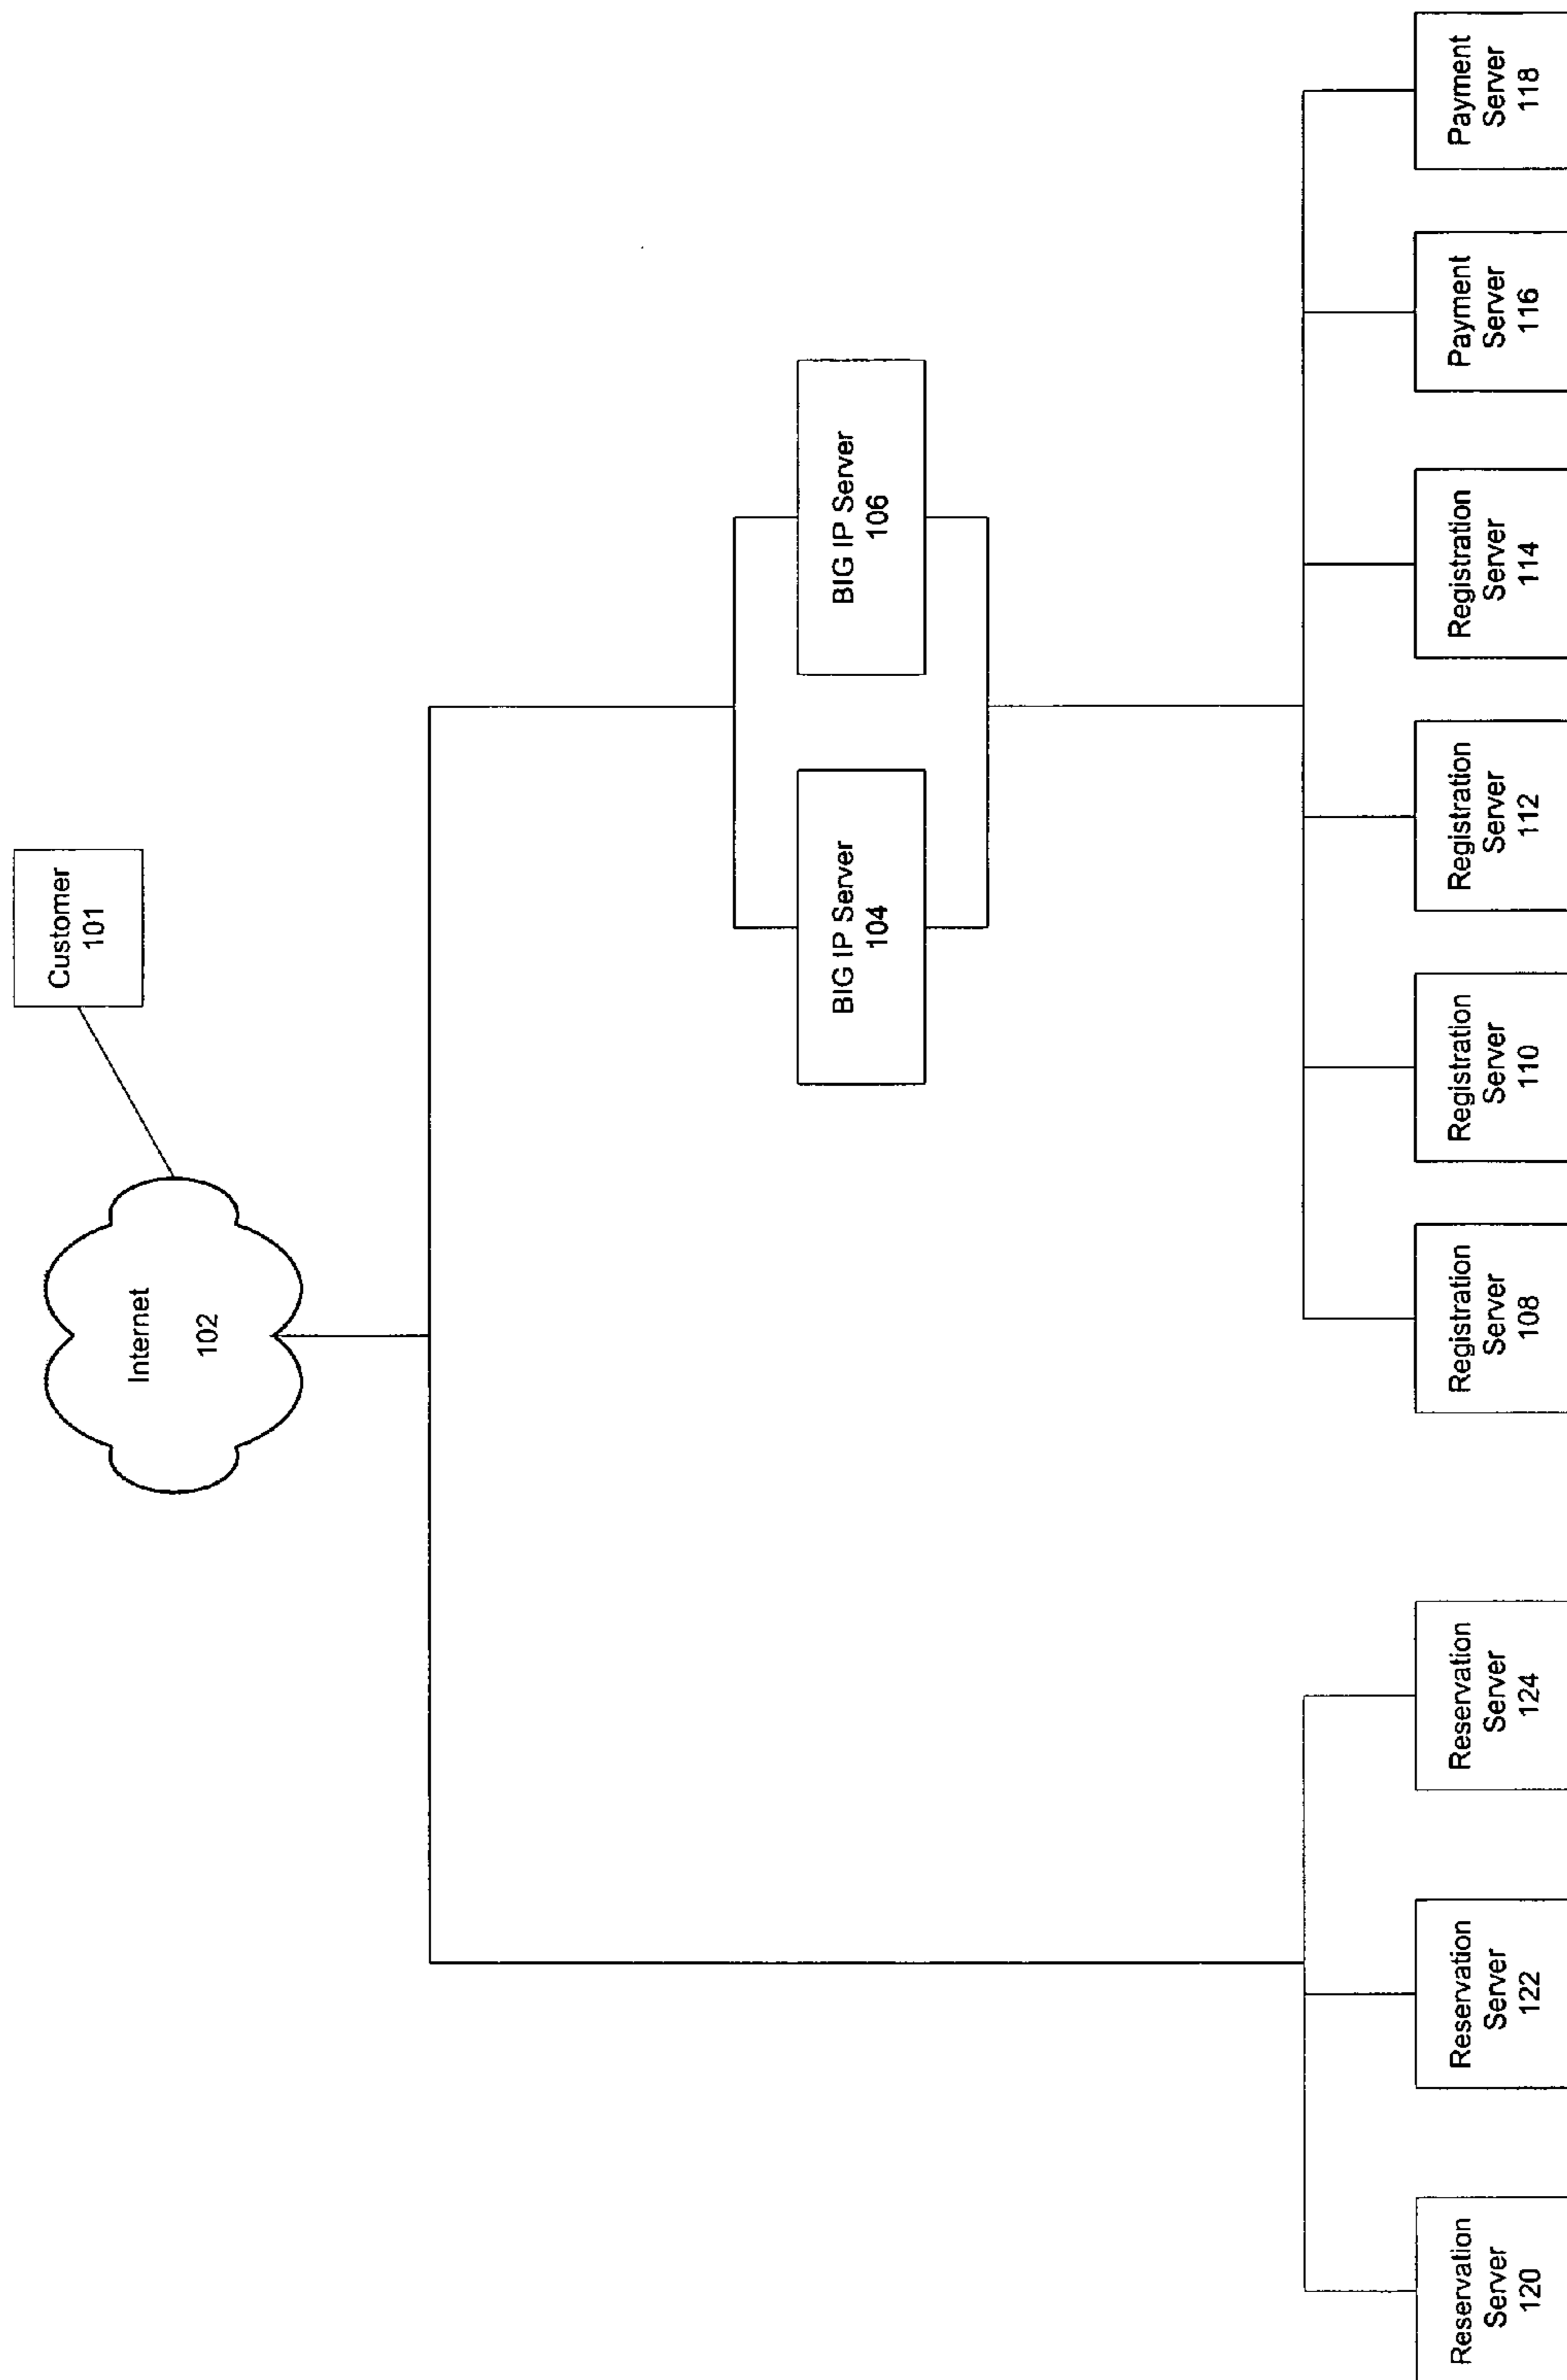 Customer
101
Internet
102
BIG IP Server
104
BIG IP Server
106
Reservation
Server
120
Reservation
Server
122
Reservation
Server
124
Registration
Server
108
Registration
Server
110
Registration
Server
112
Registration
Server
114
Payment
Server
116
Payment
Server
118